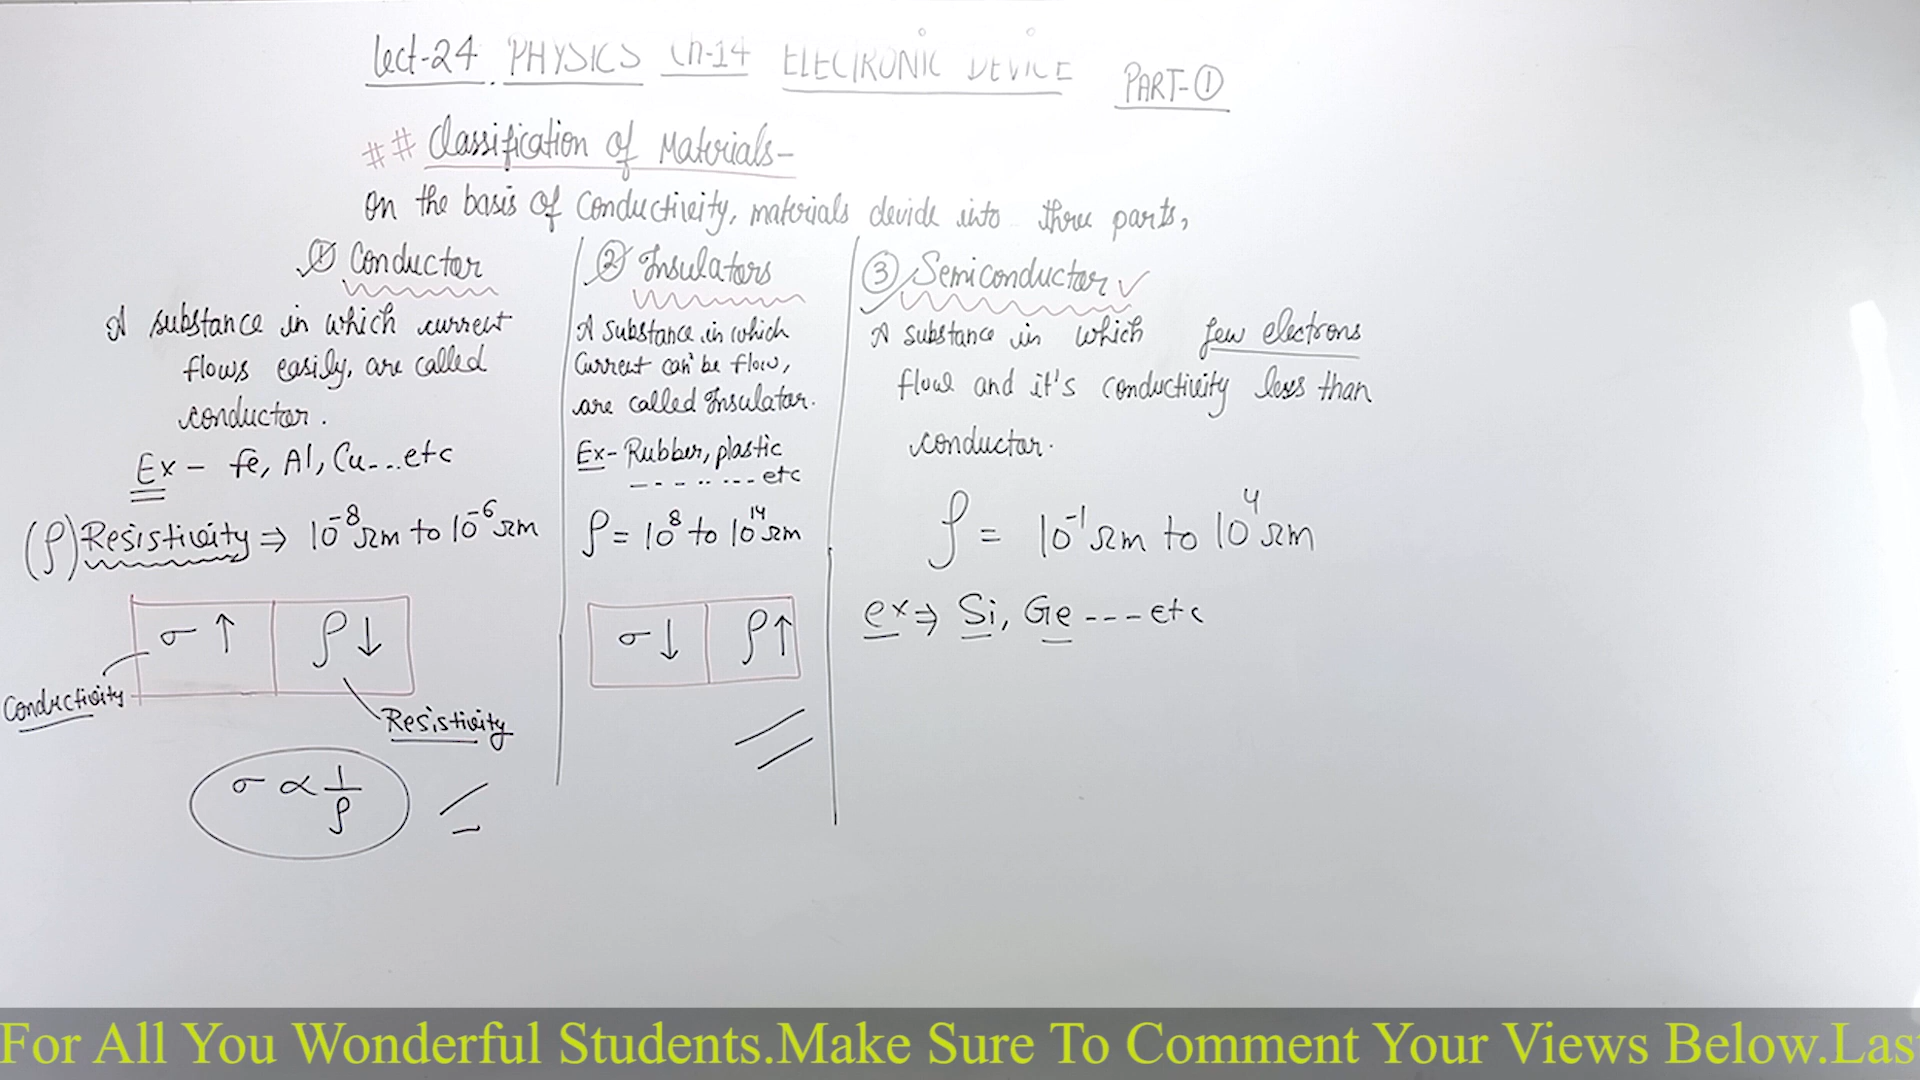 Lect-24 PHYSICS Ch-14 ELECTRONIC DEVICE PART-①
## Classification of Materials-
on the basis of Conductivity, materials devide into three parts,
① Conductor
A substance in which current
flows easily, are called
conductor.
Ex - fe, Al, Cu...etc
(ρ) Resistivity ⇒ 10⁻⁸ Ωm to 10⁻⁶ Ωm
σ↑ ρ↓
Conductivity
Resistivity
σ ∝ 1/ρ
② Insulators
A Substance in which
Current can't be flow,
are called Insulator.
Ex- Rubber, plastic
------- etc
ρ = 10⁸ to 10¹⁴ Ωm
σ↓ ρ↑
③ Semiconductor ✓
A substance in which few electrons
flow and it's conductivity less than
conductor.
ρ = 10⁻¹ Ωm to 10⁴ Ωm
ex ⇒ Si, Ge ---- etc
For All You Wonderful Students.Make Sure To Comment Your Views Below.Las